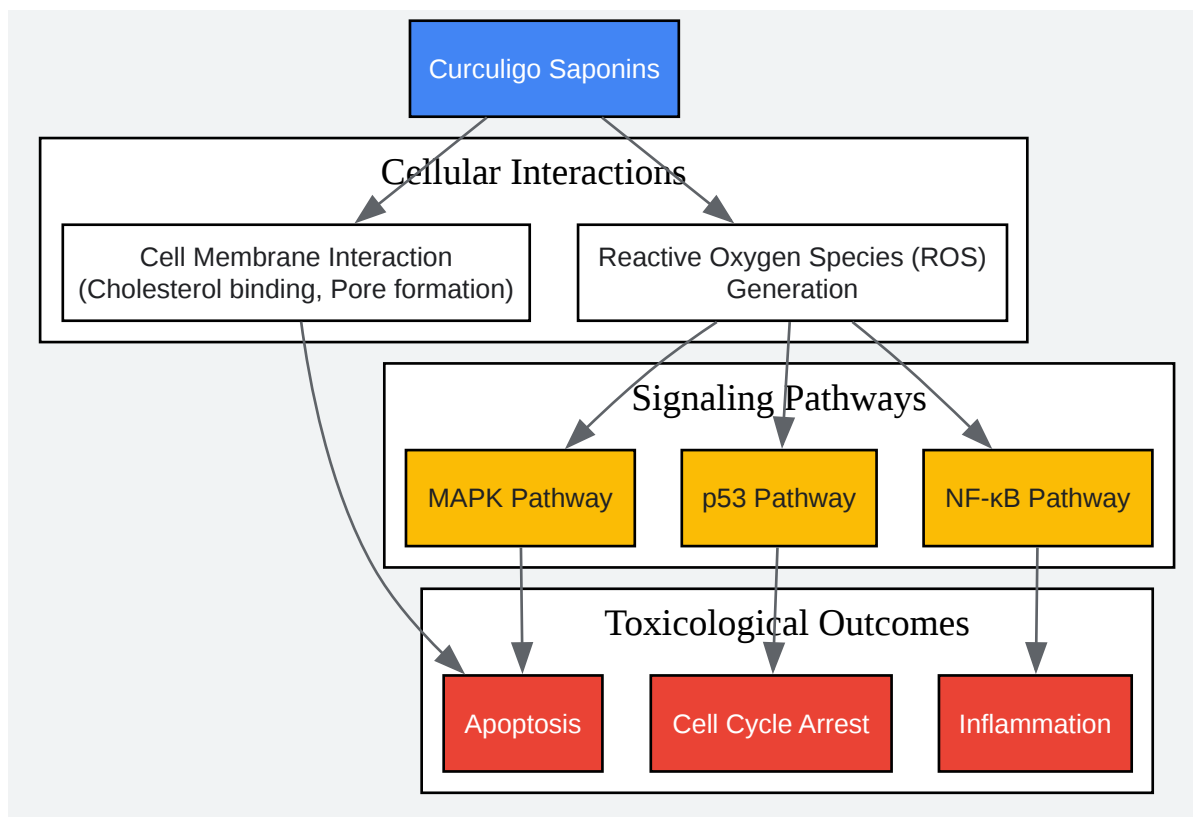 Curculigo Saponins
Cellular Interactions
Cell Membrane Interaction
(Cholesterol binding, Pore formation)
Reactive Oxygen Species (ROS)
Generation
Signaling Pathways
MAPK Pathway
p53 Pathway
NF-κB Pathway
Toxicological Outcomes
Apoptosis
Cell Cycle Arrest
Inflammation